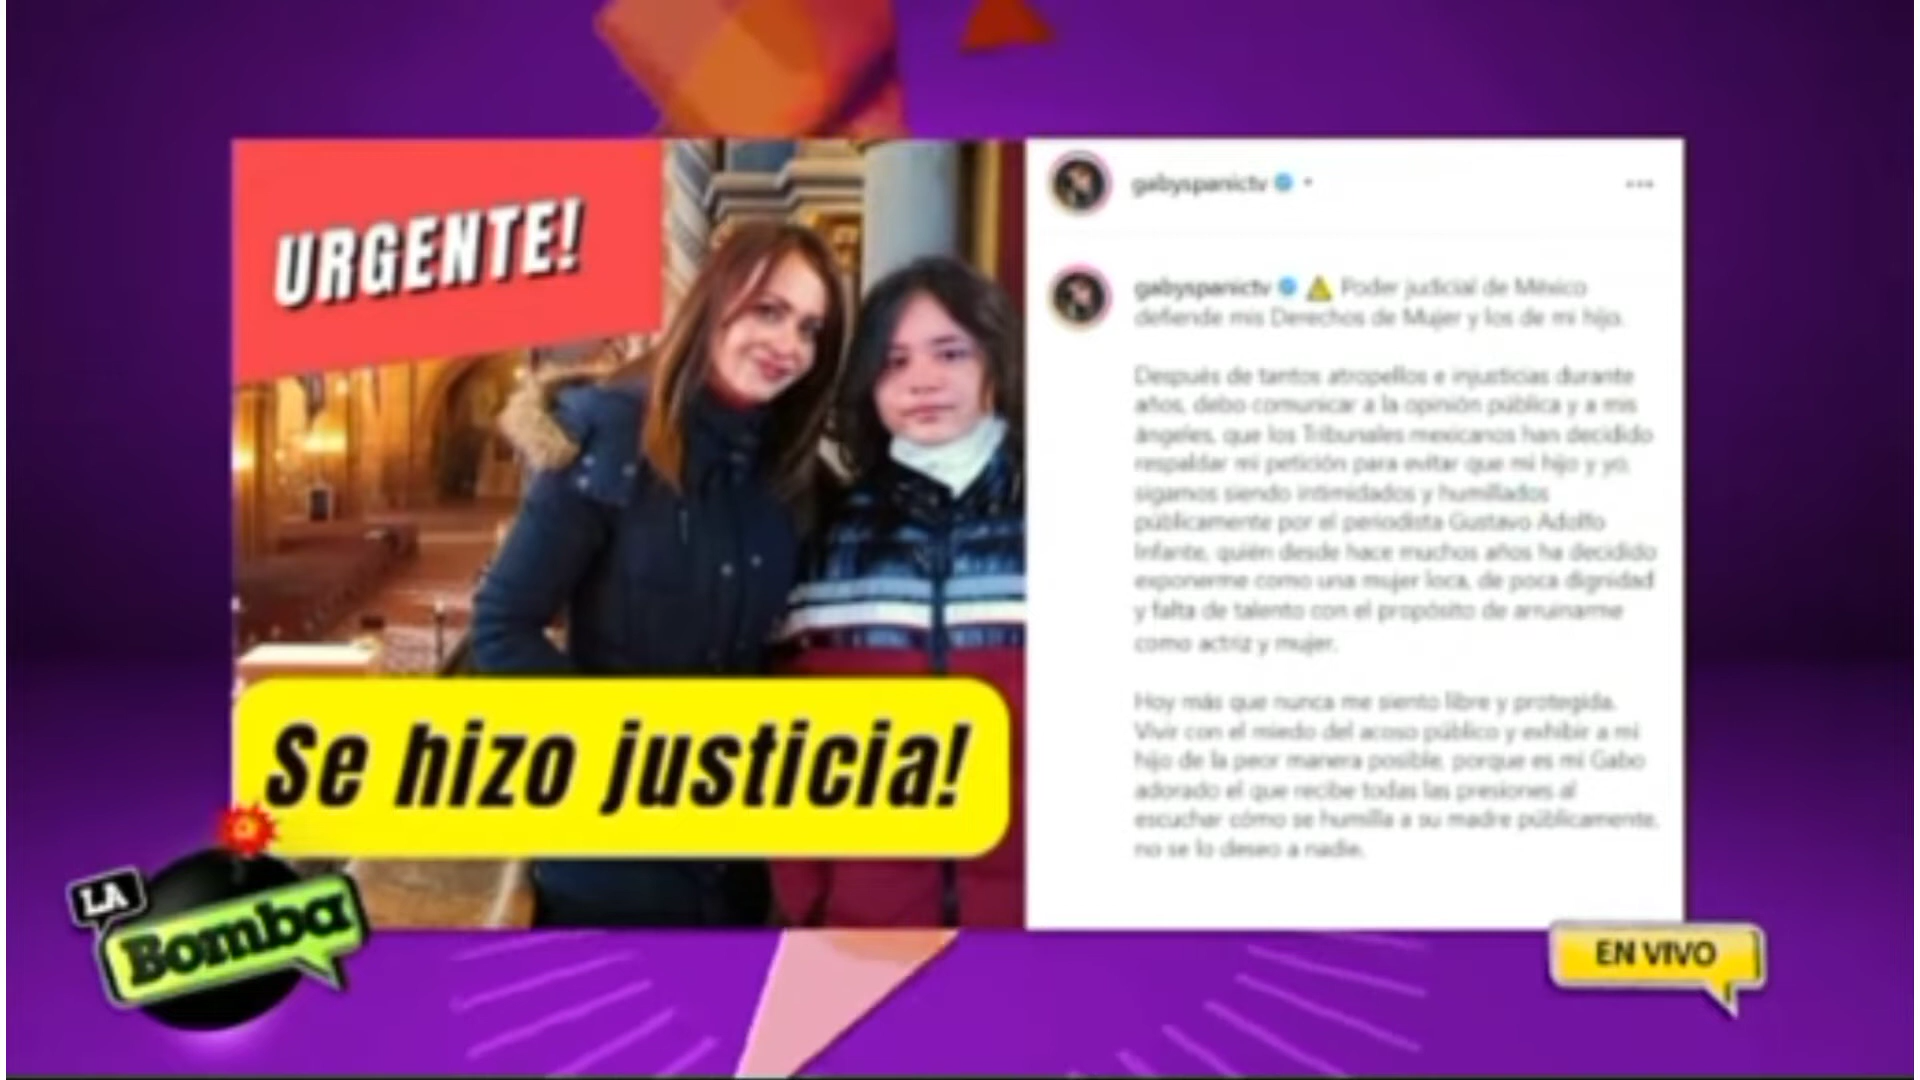 URGENTE!
Se hizo justicia!
gabyspanictv
gabyspanictv Poder judicial de México
defiende mis Derechos de Mujer y los de mi hijo.
Después de tantos atropellos e injusticias durante
años, debo comunicar a la opinión pública y a mis
ángeles, que los Tribunales mexicanos han decidido
respaldar mi petición para evitar que mi hijo y yo,
sigamos siendo intimidados y humillados
públicamente por el periodista Gustavo Adolfo
Infante, quién desde hace muchos años ha decidido
exponerme como una mujer loca, de poca dignidad
y falta de talento con el propósito de arruinarme
como actriz y mujer.
Hoy más que nunca me siento libre y protegida.
Vivir con el miedo del acoso público y exhibir a mi
hijo de la peor manera posible, porque es mi Gabo
adorado el que recibe todas las presiones al
escuchar cómo se humilla a su madre públicamente,
no se lo deseo a nadie.
LA
Bomba
EN VIVO